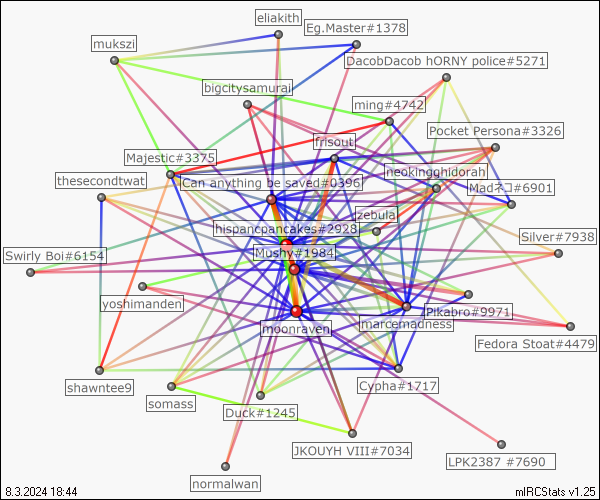 eliakith
Eg.Master#1378
mukszi
DacobDacob hORNY police#5271
bigcitysamurai
ming#4742
frisout
Pocket Persona#3326
Majestic#3375
neokingghidorah
thesecondtwat
Can anything be saved#0396
Madネコ#6901
zebula
hispancpancakes#2928
Silver#7938
Mushy#1984
Swirly Boi#6154
yoshimanden
Pikabro#9971
moonraven
marcemadness
Fedora Stoat#4479
shawntee9
Cypha#1717
somass
Duck#1245
JKOUYH VIII#7034
LPK2387 #7690
normalwan
8.3.2024 18:44
mIRCStats v1.25